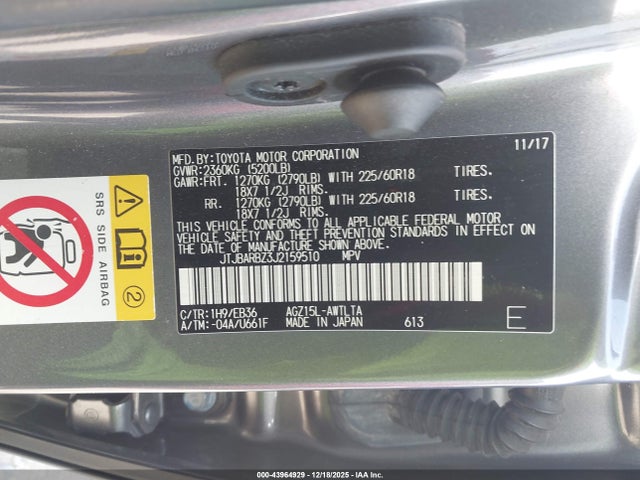 MFD.BY:TOYOTA MOTOR CORPORATION 11/17
GVWR:2360KG (5200LB)
GAWR:FRT. 1270KG (2790LB) WITH 225/60R18 TIRES.
18X7 1/2J RIMS.
RR. 1270KG (2790LB) WITH 225/60R18 TIRES.
18X7 1/2J RIMS.
THIS VEHICLE CONFORMS TO ALL APPLICABLE FEDERAL MOTOR
VEHICLE SAFETY AND THEFT PREVENTION STANDARDS IN EFFECT ON
THE DATE OF MANUFACTURE SHOWN ABOVE.
JTJBARBZ3J2159510 MPV
C/TR:1H9/EB36 AGZ15L-AWTLTA
A/TM:-04A/U661F MADE IN JAPAN 613 E
SRS SIDE AIRBAG
2
000-43964929 - 12/18/2025 - IAAI